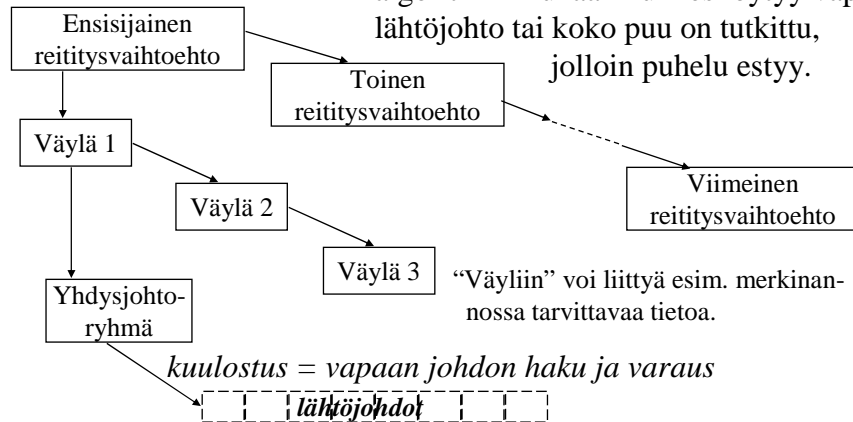 Ensisijainen
reititysvaihtoehto
lähtöjohto tai koko puu on tutkittu,
jolloin puhelu estyy.
Toinen
reititysvaihtoehto
Väylä 1
Viimeinen
reititysvaihtoehto
Väylä 2
Väylä 3
“Väyliin” voi liittyä esim. merkinan-
nossa tarvittavaa tietoa.
Yhdysjohto-
ryhmä
kuulostus = vapaan johdon haku ja varaus
lähtöjohdot